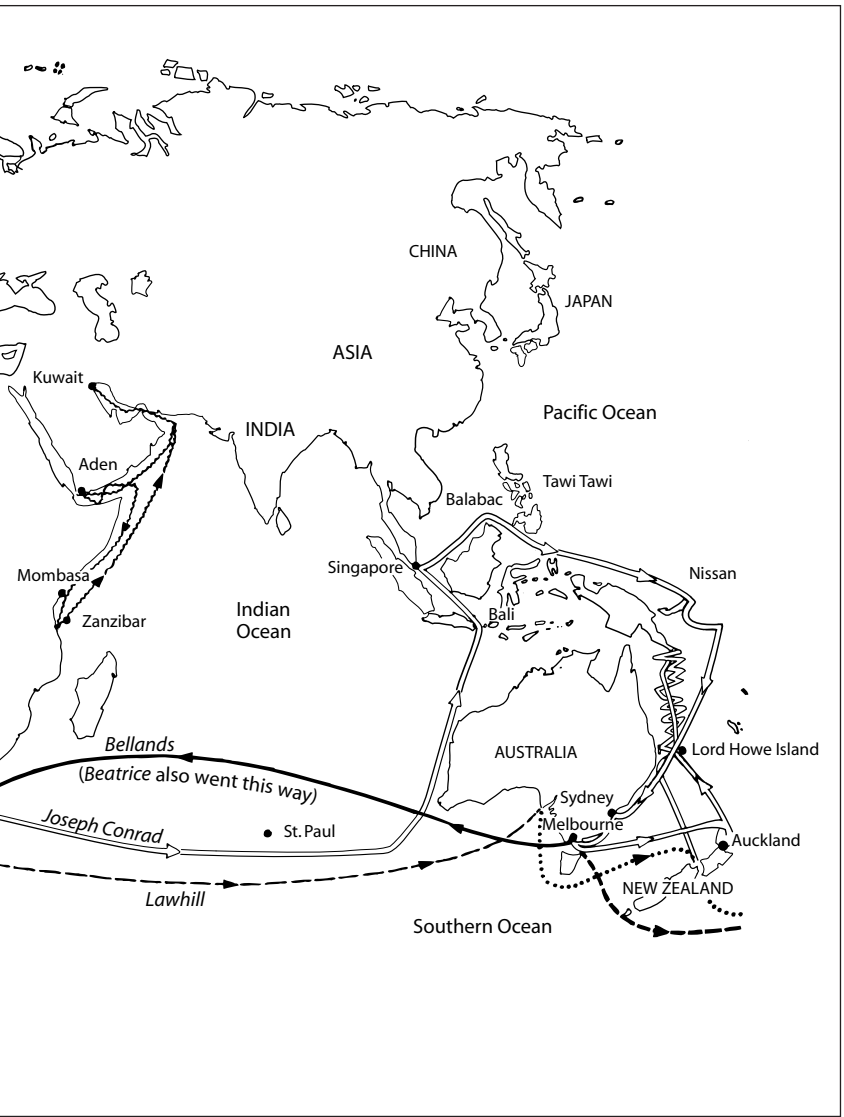 CHINA
JAPAN
ASIA
Kuwait
Pacific Ocean
INDIA
Aden
Tawi Tawi
Balabac
Singapore
Nissan
Mombasa
Indian
Ocean
Zanzibar
Bali
Bellands
(Beatrice also went this way)
AUSTRALIA
Lord Howe Island
Sydney
Joseph Conrad
St. Paul
Melbourne
Auckland
Lawhill
NEW ZEALAND
Southern Ocean